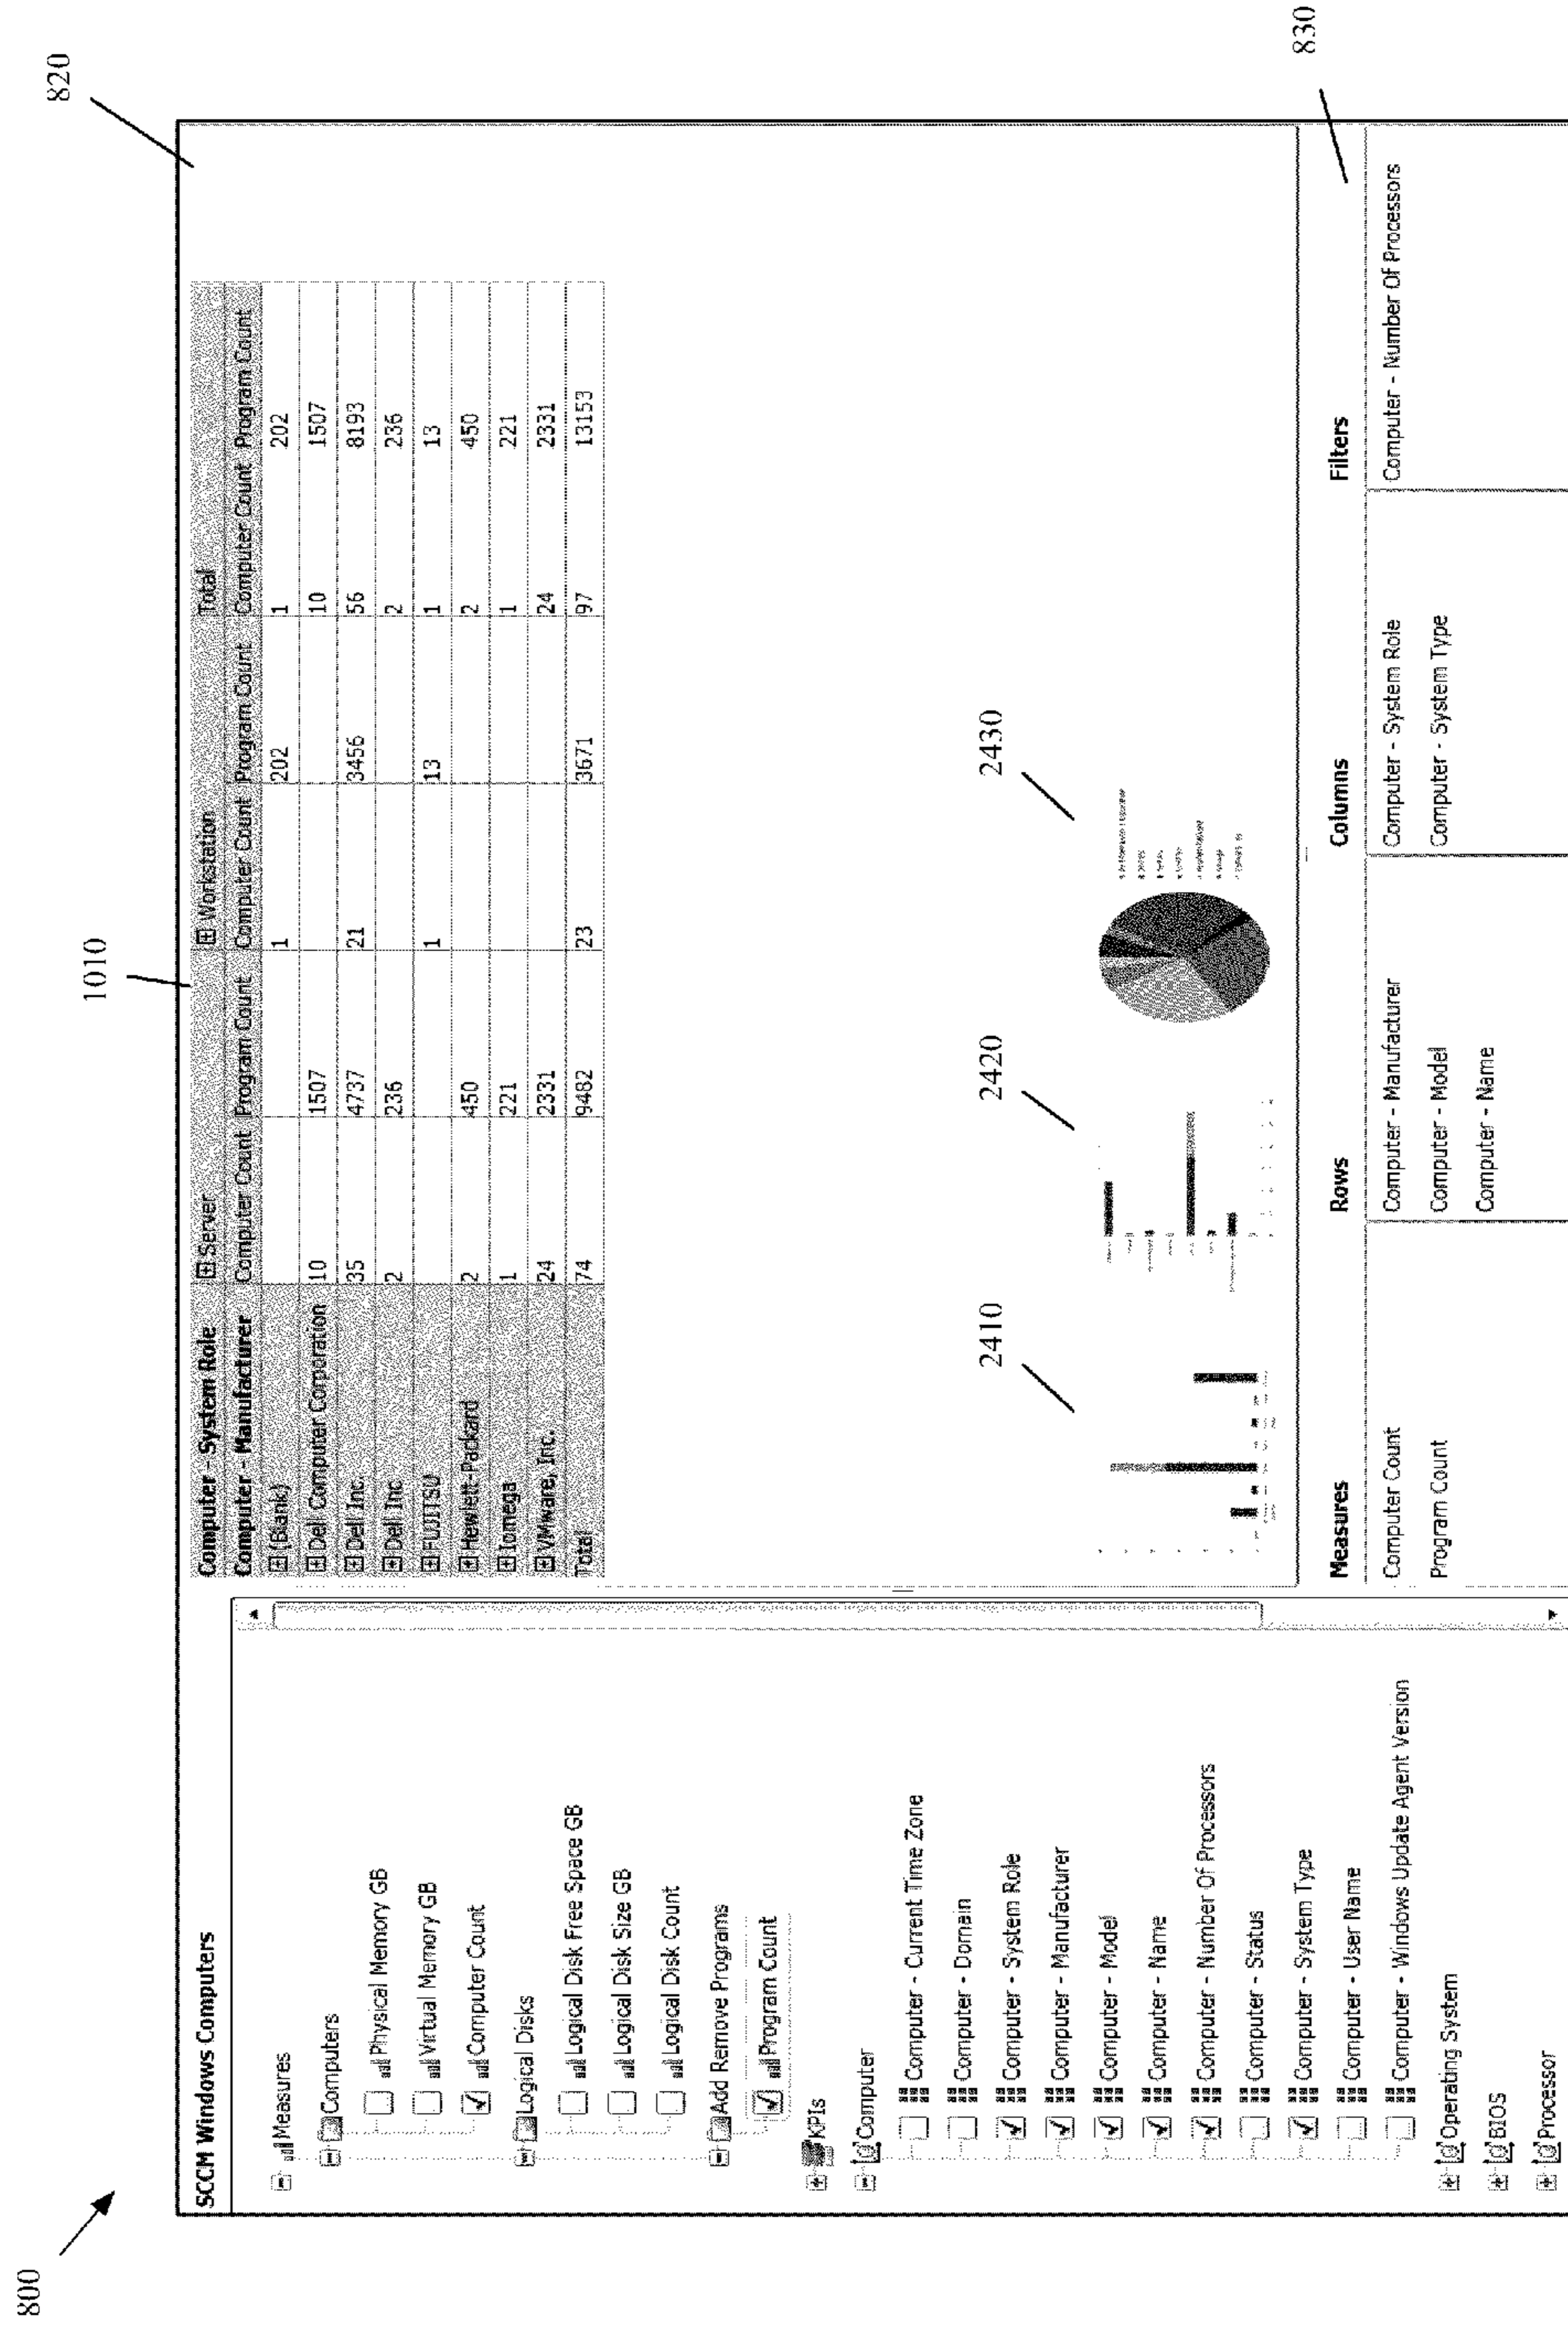 800
820
1010
SCCM Windows Computers
Measures
Computers
Physical Memory GB
Virtual Memory GB
Computer Count
Logical Disks
Logical Disk Free Space GB
Logical Disk Size GB
Logical Disk Count
Add Remove Programs
Program Count
KPIs
Computer
Computer - Current Time Zone
Computer - Domain
Computer - System Role
Computer - Manufacturer
Computer - Model
Computer - Name
Computer - Number Of Processors
Computer - Status
Computer - System Type
Computer - User Name
Computer - Windows Update Agent Version
Operating System
BIOS
Processor
Computer - System Role Server Workstation Total
Computer - Manufacturer Computer Count Program Count Computer Count Program Count Computer Count Program Count
(Blank) 1 202 1 202
Dell Computer Corporation 10 1507 10 1507
Dell Inc. 35 4737 21 3456 56 8193
Dell Inc 2 236 2 236
FUJITSU 1 13 1 13
Hewlett-Packard 2 450 2 450
Iomega 1 221 1 221
VMware, Inc. 24 2331 24 2331
Total 74 9482 23 3671 97 13153
2410
2420
2430
830
Measures
Computer Count
Program Count
Rows
Computer - Manufacturer
Computer - Model
Computer - Name
Columns
Computer - System Role
Computer - System Type
Filters
Computer - Number Of Processors